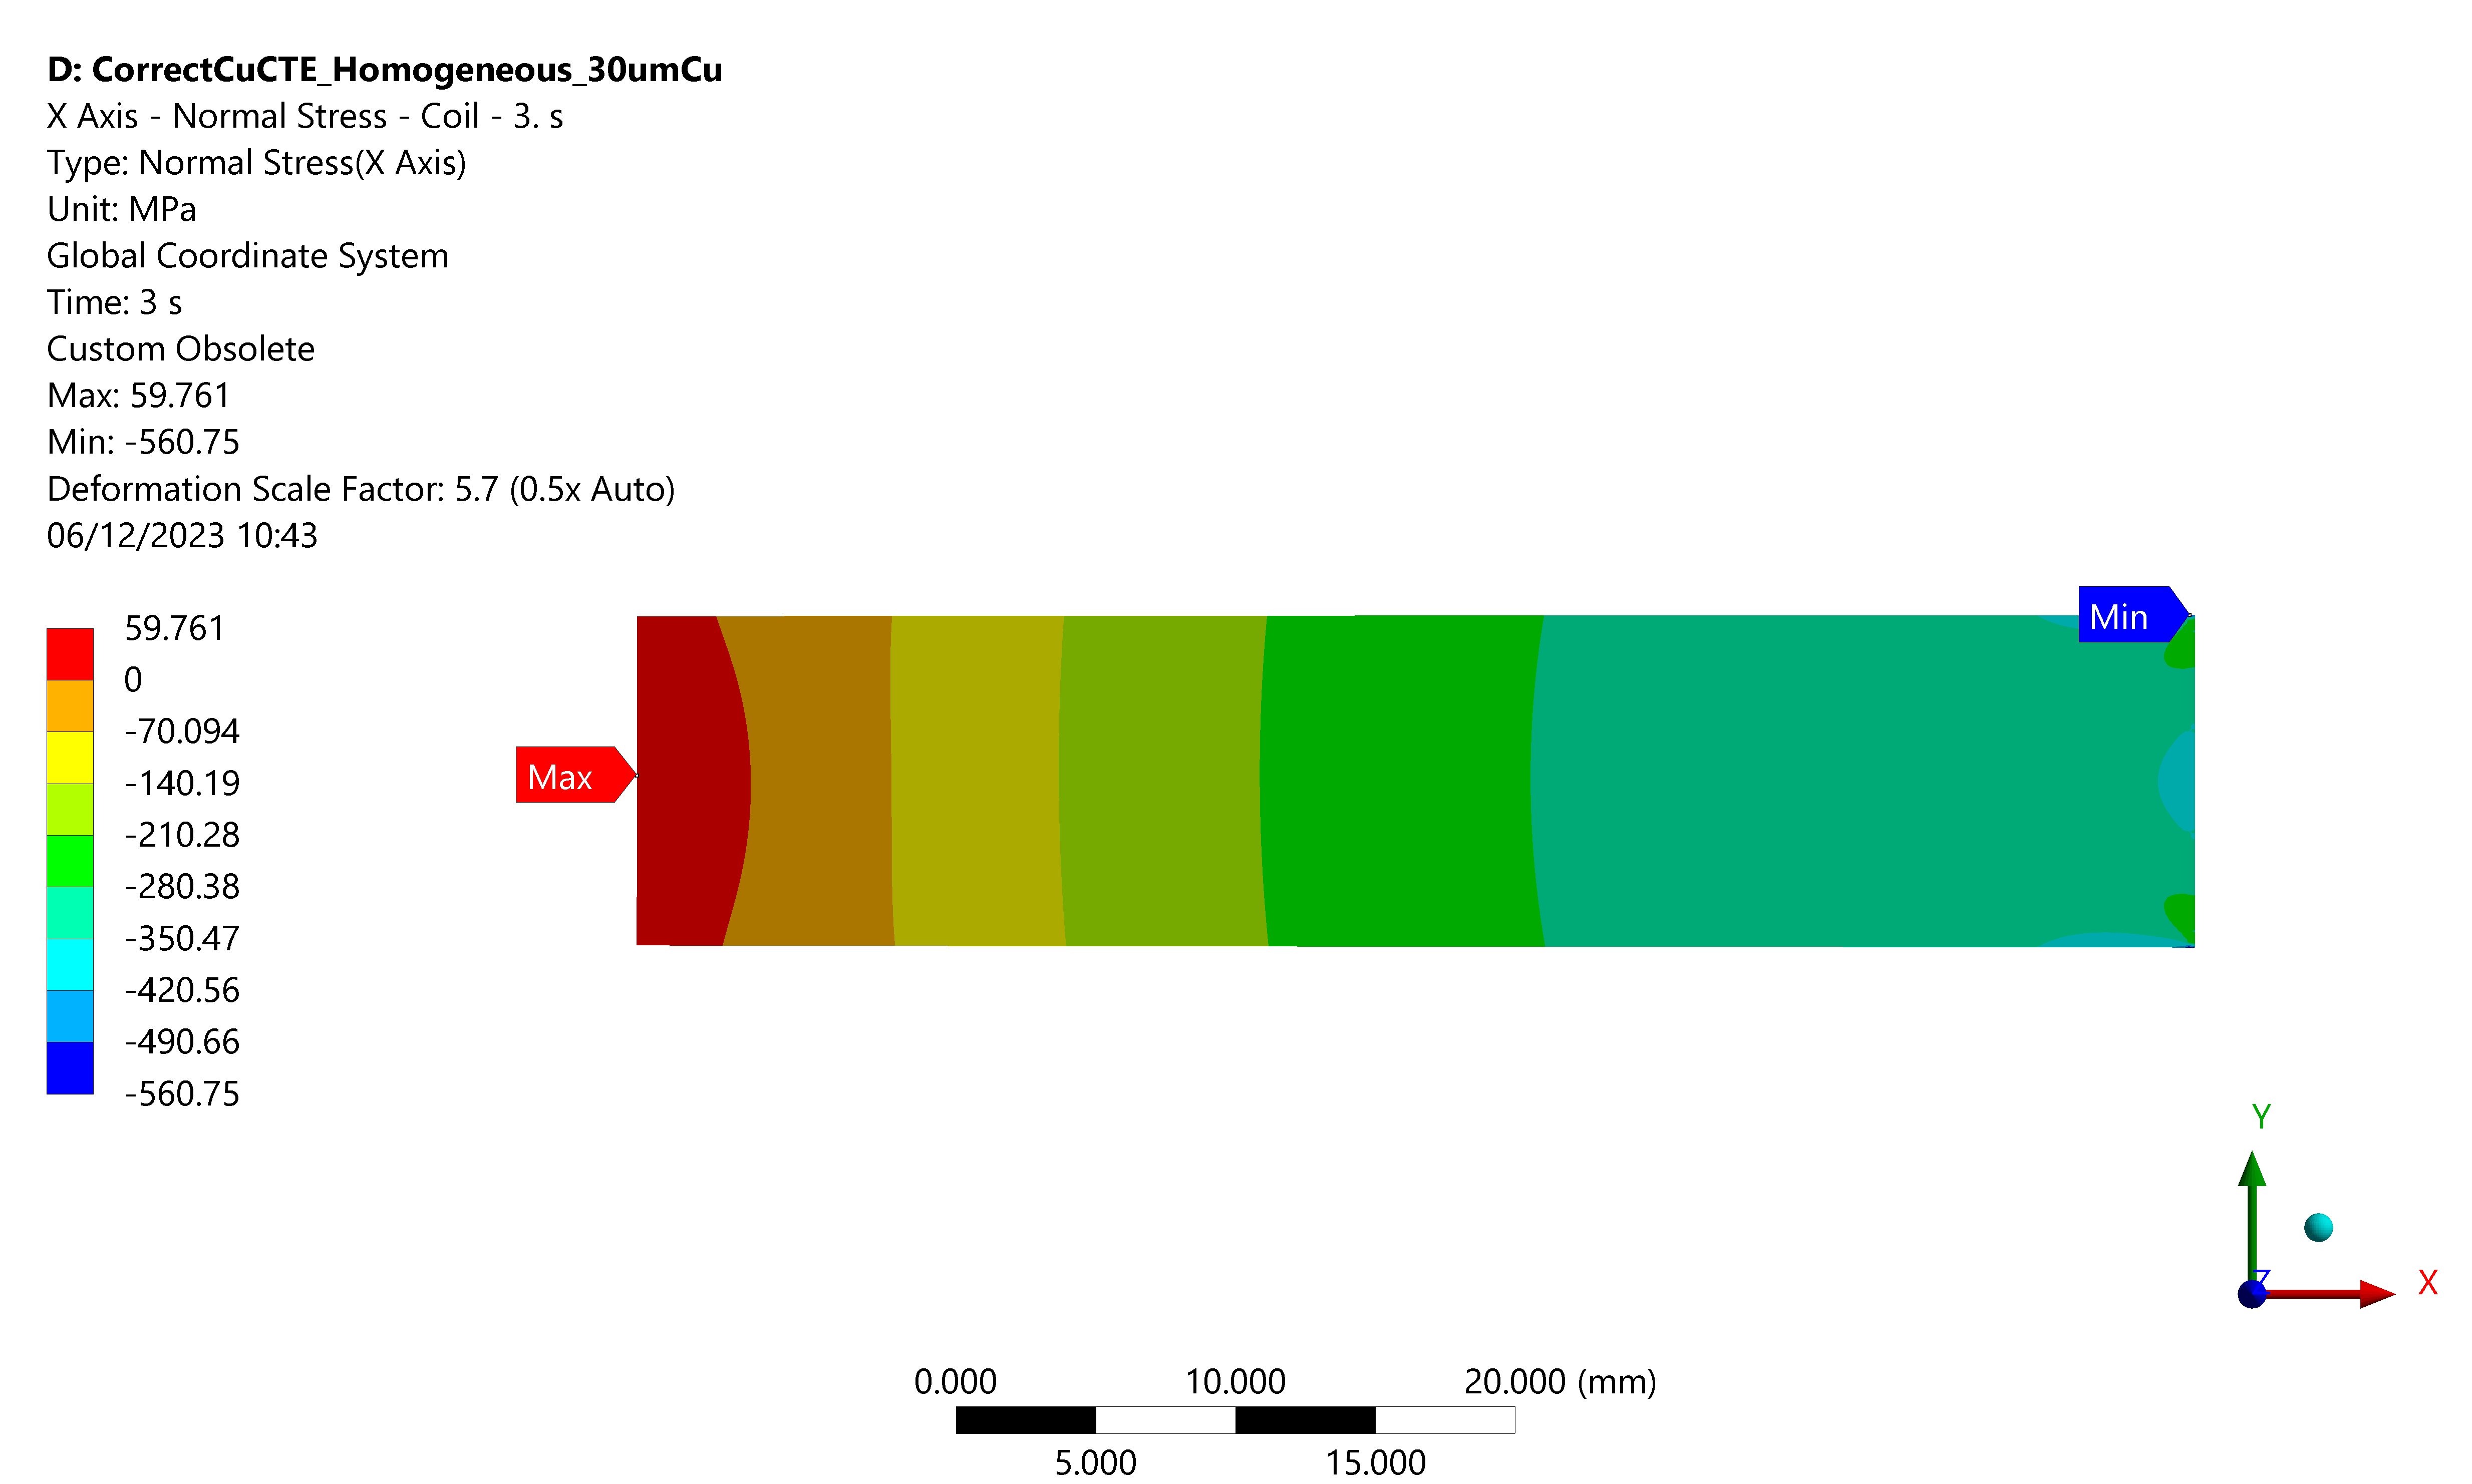 D: CorrectCuCTE_Homogeneous_30umCu
X Axis - Normal Stress - Coil - 3. s
Type: Normal Stress(X Axis)
Unit: MPa
Global Coordinate System
Time: 3 s
Custom Obsolete
Max: 59.761
Min: -560.75
Deformation Scale Factor: 5.7 (0.5x Auto)
06/12/2023 10:43
59.761
0
-70.094
-140.19
-210.28
-280.38
-350.47
-420.56
-490.66
-560.75
Min
Max
Y
Z
X
0.000 10.000 20.000 (mm)
5.000 15.000